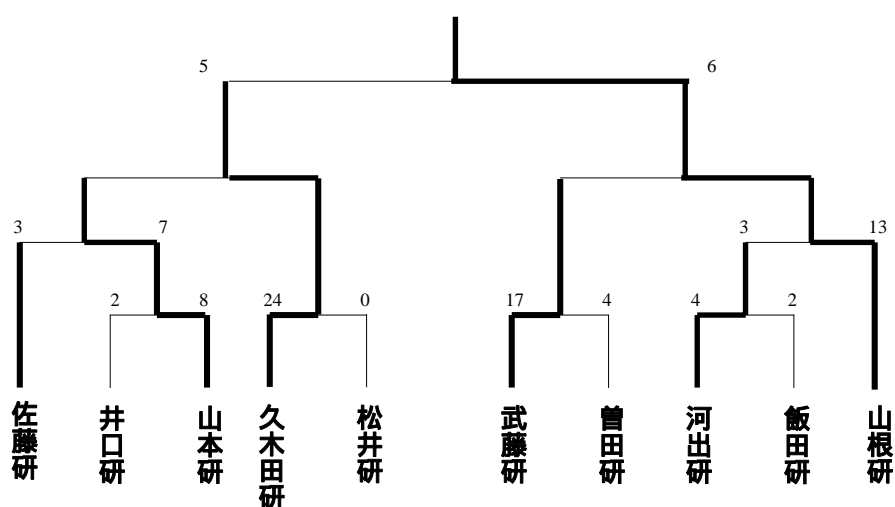 5 6
3 7 3 13
2 8 24 0 17 4 4 2
佐藤研
井口研
山本研
久木田研
松井研
武藤研
曽田研
河出研
飯田研
山根研